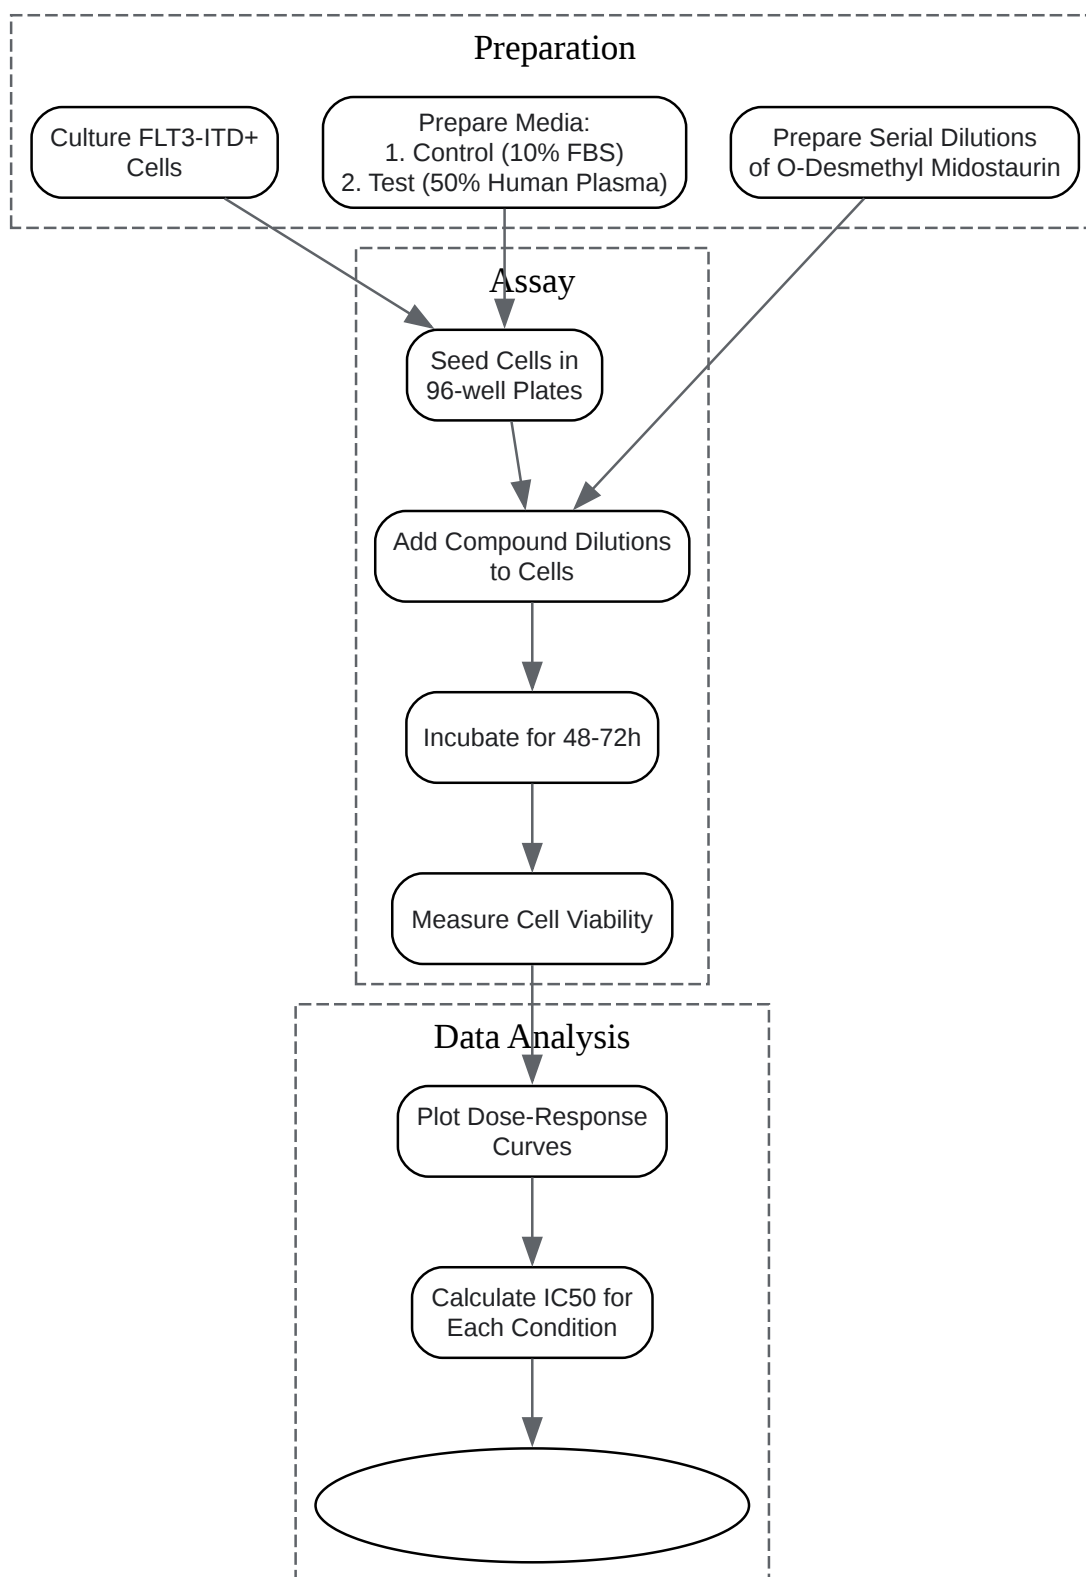 Preparation
Culture FLT3-ITD+
Cells
Prepare Media:
1. Control (10% FBS)
2. Test (50% Human Plasma)
Prepare Serial Dilutions
of O-Desmethyl Midostaurin
Assay
Seed Cells in
96-well Plates
Add Compound Dilutions
to Cells
Incubate for 48-72h
Measure Cell Viability
Data Analysis
Plot Dose-Response
Curves
Calculate IC50 for
Each Condition